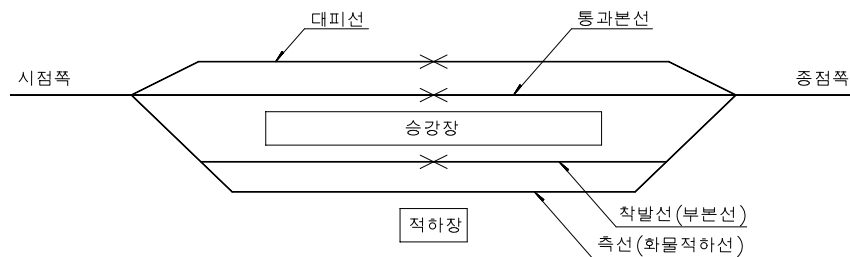 대피선
통과본선
시점쪽
종점쪽
승강장
착발선(부본선)
적하장
측선(화물적하선)